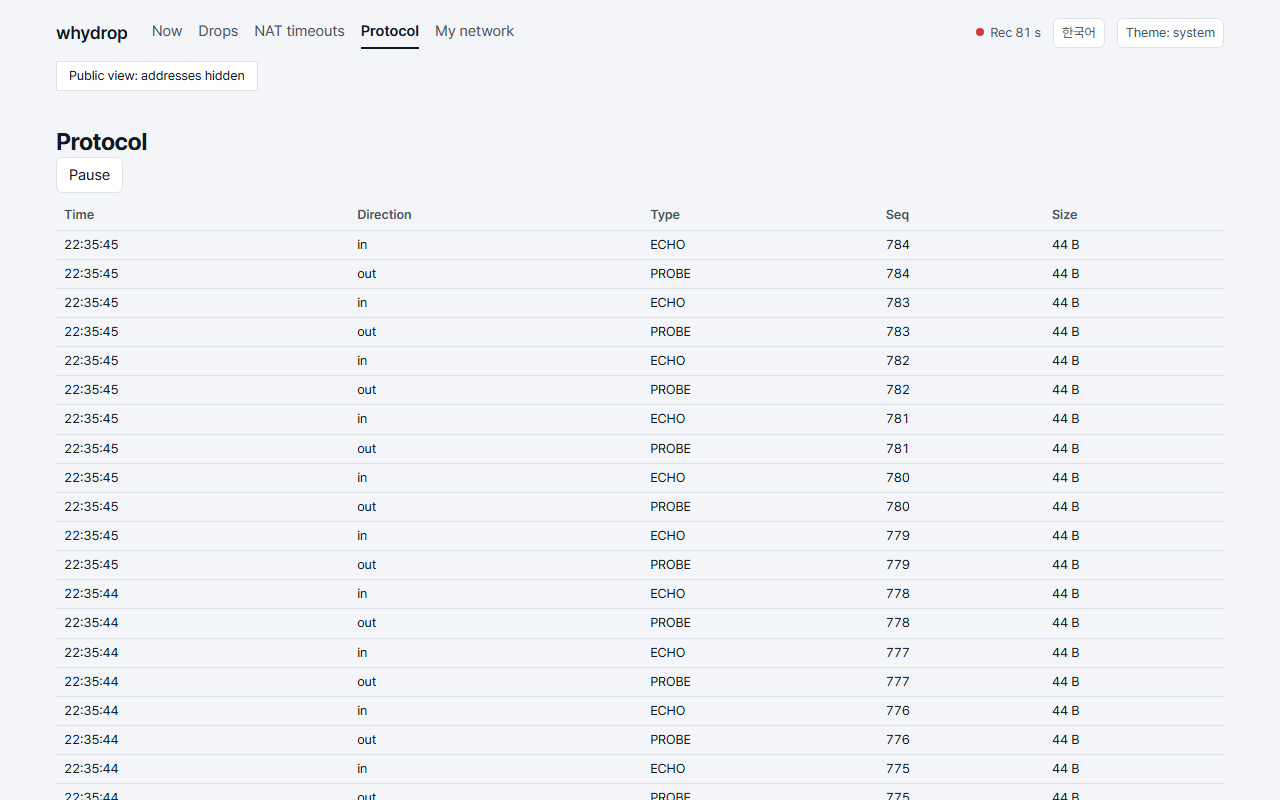 whydrop Now Drops NAT timeouts Protocol My network Rec 81 s 한국어 Theme: system
Public view: addresses hidden
Protocol
Pause
Time Direction Type Seq Size
22:35:45 in ECHO 784 44 B
22:35:45 out PROBE 784 44 B
22:35:45 in ECHO 783 44 B
22:35:45 out PROBE 783 44 B
22:35:45 in ECHO 782 44 B
22:35:45 out PROBE 782 44 B
22:35:45 in ECHO 781 44 B
22:35:45 out PROBE 781 44 B
22:35:45 in ECHO 780 44 B
22:35:45 out PROBE 780 44 B
22:35:45 in ECHO 779 44 B
22:35:45 out PROBE 779 44 B
22:35:44 in ECHO 778 44 B
22:35:44 out PROBE 778 44 B
22:35:44 in ECHO 777 44 B
22:35:44 out PROBE 777 44 B
22:35:44 in ECHO 776 44 B
22:35:44 out PROBE 776 44 B
22:35:44 in ECHO 775 44 B
22:35:44 out PROBE 775 44 B